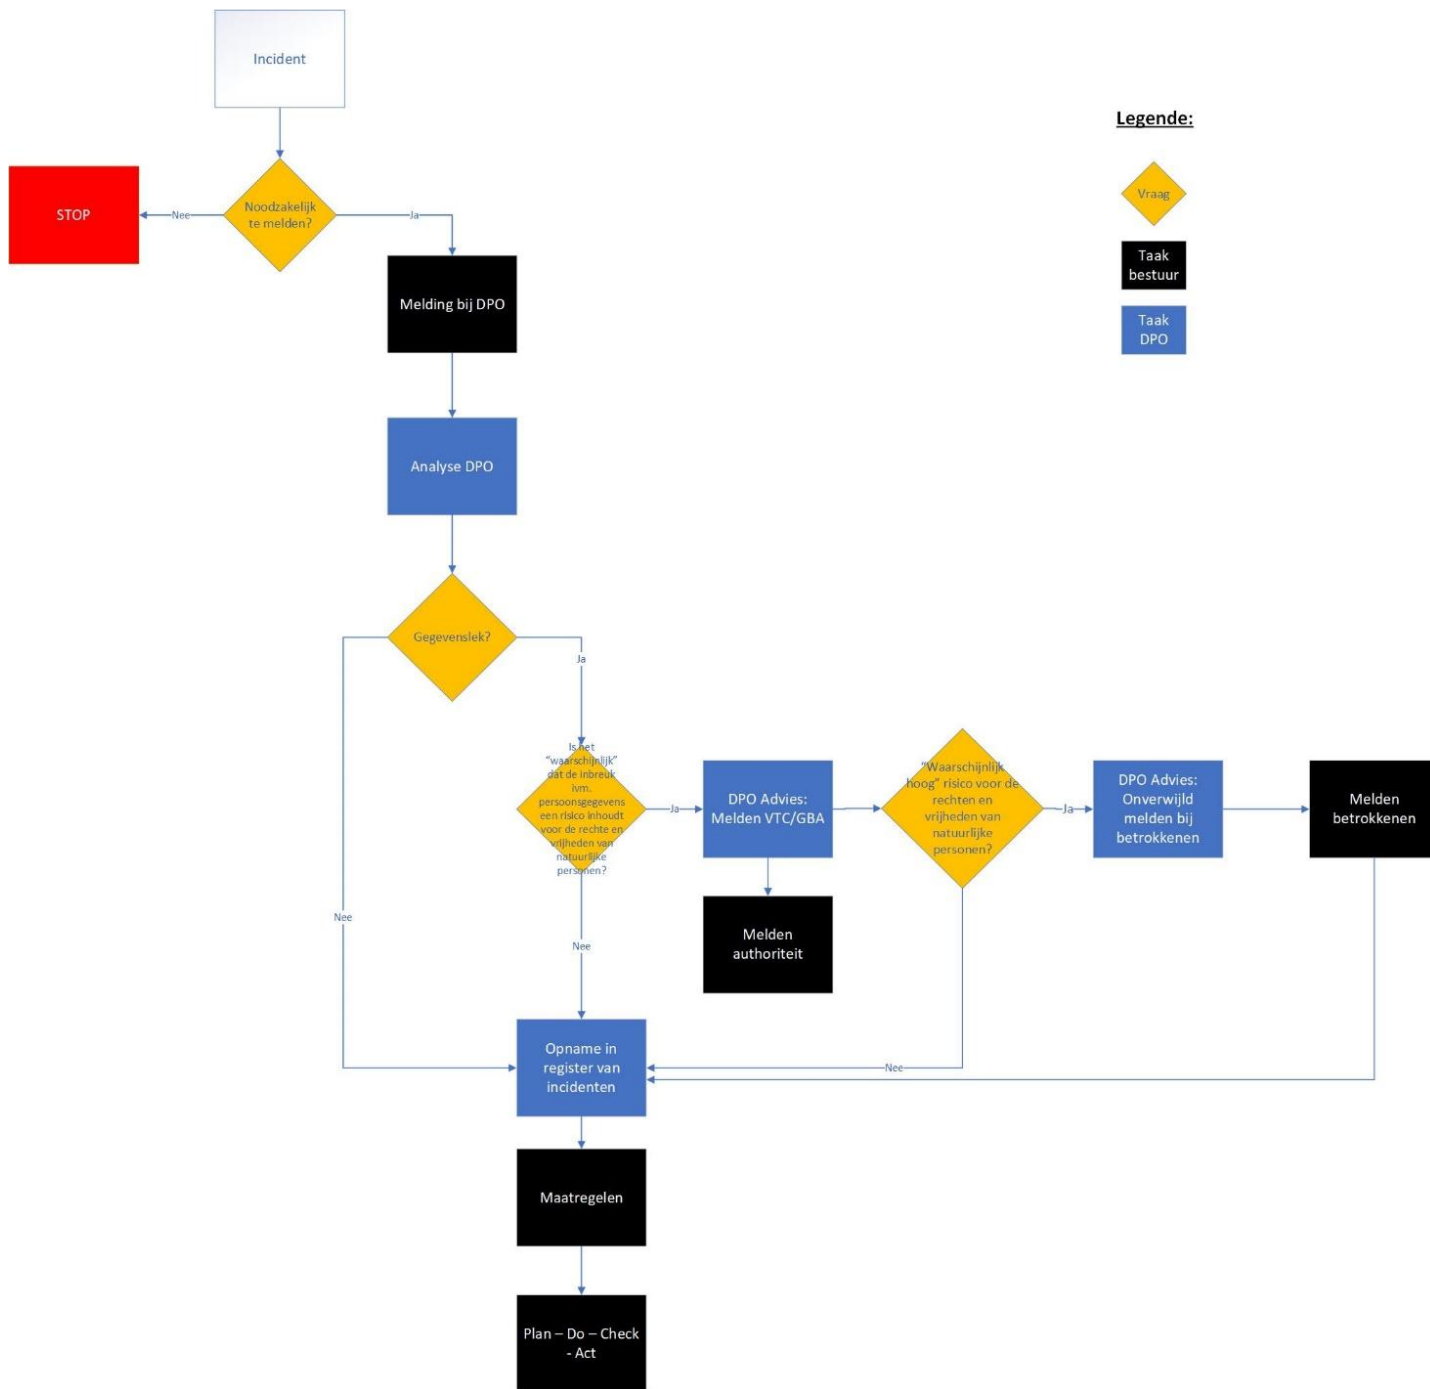 Incident
Legende:
STOP
Nee
Noodzakelijk
te melden?
Ja
Vraag
Melding bij DPO
Taak
bestuur
Taak
DPO
Analyse DPO
Gegevenslek?
Ja
Is het
"waarschijnlijk"
dat de inbreuk
ivm.
persoonsgegevens
een risico inhoudt
voor de rechte en
vrijheden van
natuurlijke
personen?
Ja
DPO Advies:
Melden VTC/GBA
"Waarschijnlijk
hoog" risico voor de
rechten en
vrijheden van
natuurlijke
personen?
Ja
DPO Advies:
Onverwijld
melden bij
betrokkenen
Melden
betrokkenen
Nee
Nee
Melden
authoriteit
Opname in
register van
incidenten
Nee
Maatregelen
Plan – Do – Check
- Act